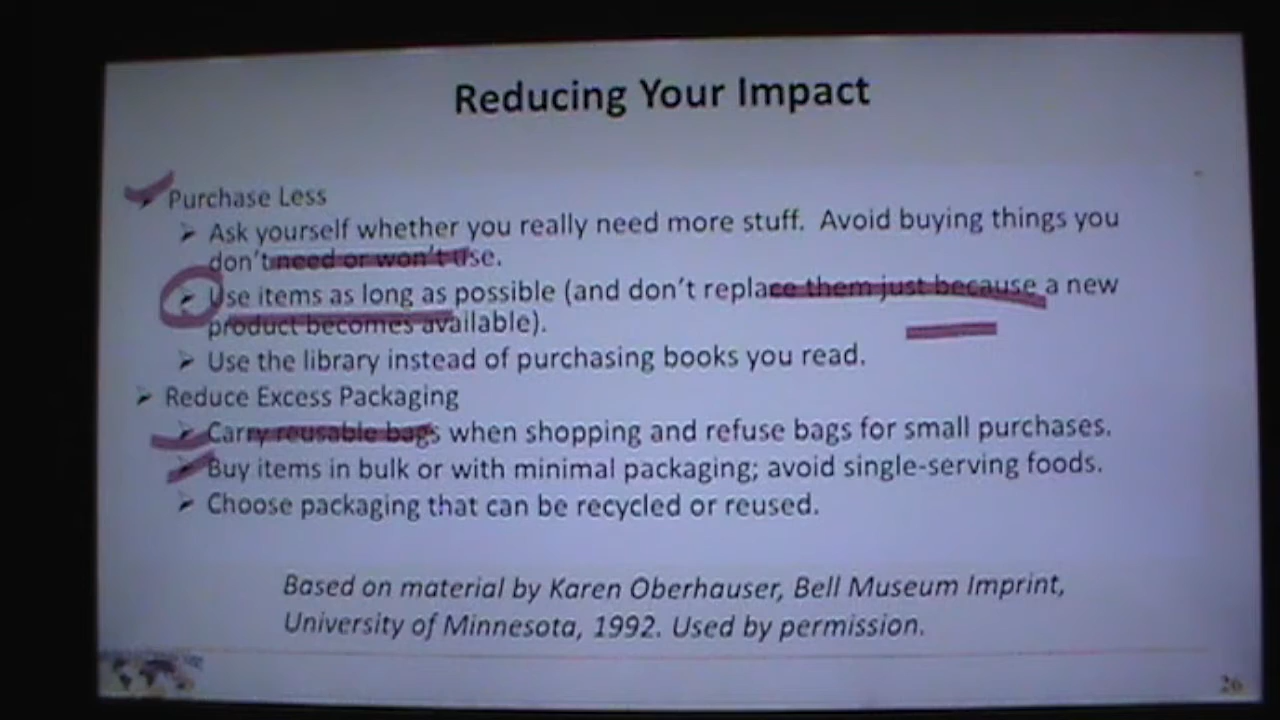 Reducing Your Impact
➢ Purchase Less
➢ Ask yourself whether you really need more stuff. Avoid buying things you
don't need or won't use.
➢ Use items as long as possible (and don't replace them just because a new
product becomes available).
➢ Use the library instead of purchasing books you read.
➢ Reduce Excess Packaging
➢ Carry reusable bags when shopping and refuse bags for small purchases.
➢ Buy items in bulk or with minimal packaging; avoid single-serving foods.
➢ Choose packaging that can be recycled or reused.
Based on material by Karen Oberhauser, Bell Museum Imprint,
University of Minnesota, 1992. Used by permission.
26